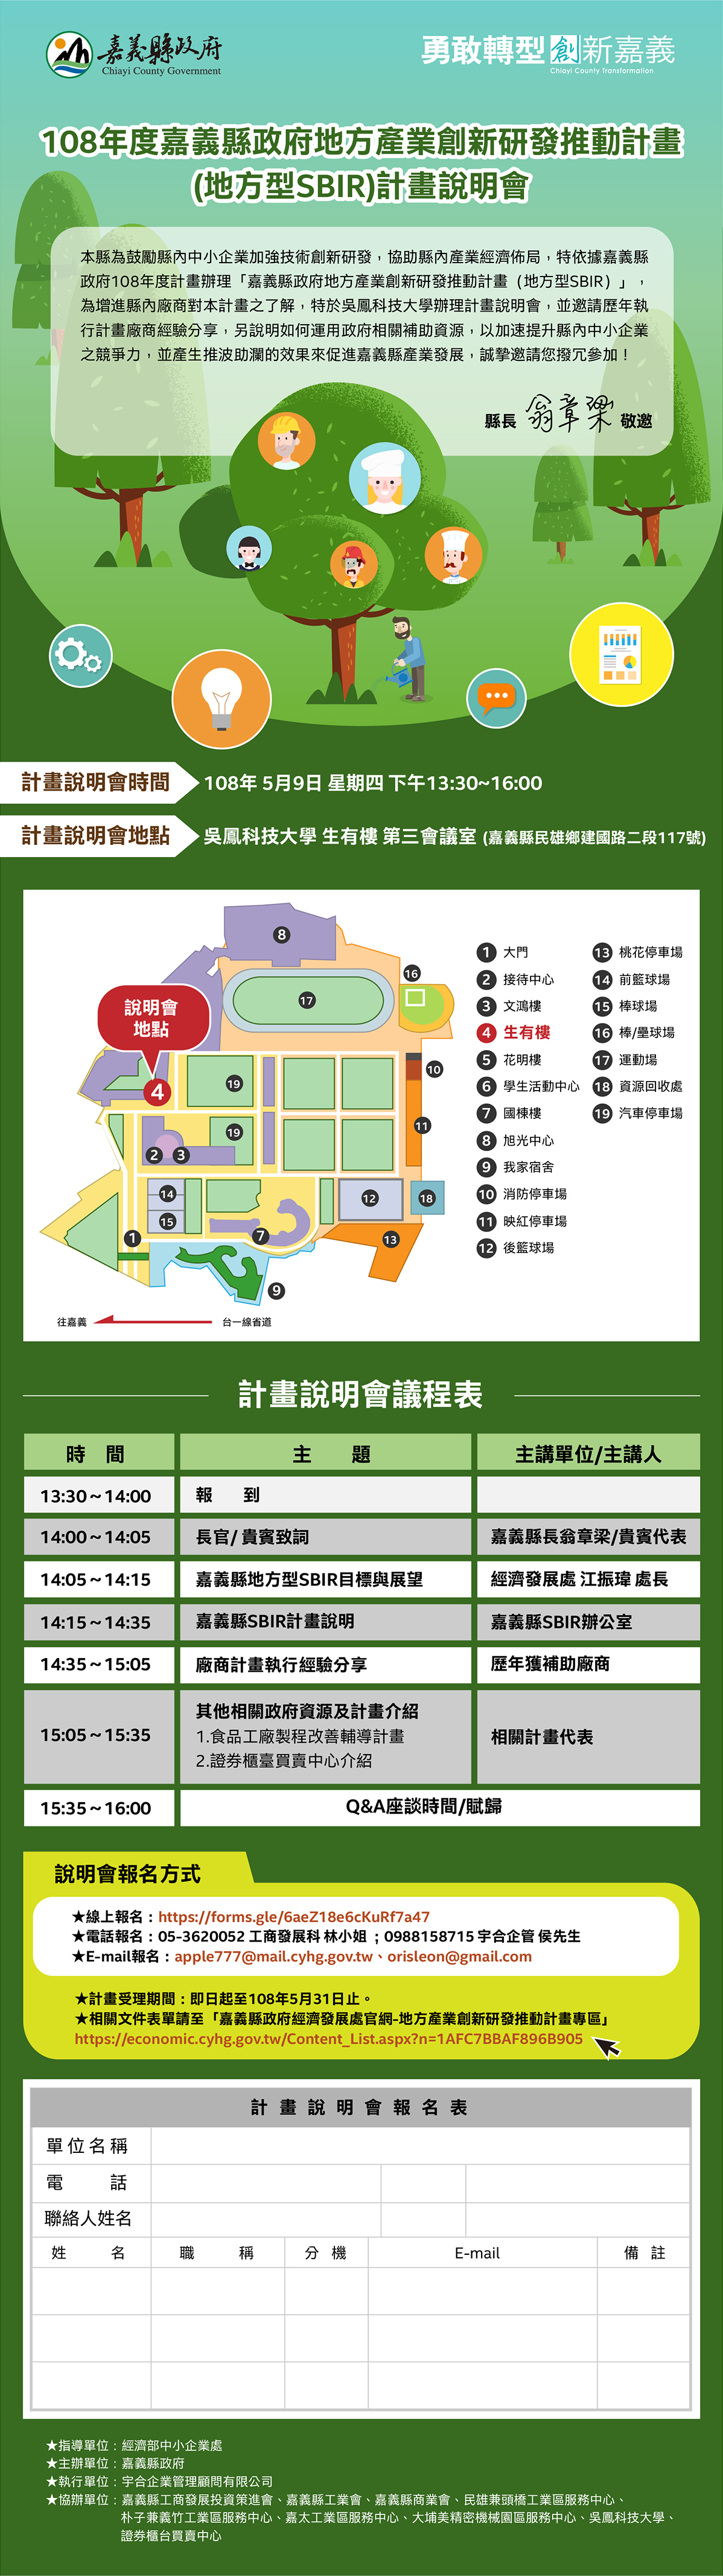 嘉義縣政府
Chiayi County Government
勇敢轉型 創新嘉義
Chiayi County Transformation
108年度嘉義縣政府地方產業創新研發推動計畫
(地方型SBIR)計畫說明會
本縣為鼓勵縣內中小企業加強技術創新研發，協助縣內產業經濟佈局，特依據嘉義縣
政府108年度計畫辦理「嘉義縣政府地方產業創新研發推動計畫（地方型SBIR）」，
為增進縣內廠商對本計畫之了解，特於吳鳳科技大學辦理計畫說明會，並邀請歷年執
行計畫廠商經驗分享，另說明如何運用政府相關補助資源，以加速提升縣內中小企業
之競爭力，並產生推波助瀾的效果來促進嘉義縣產業發展，誠摯邀請您撥冗參加！
縣長 翁章梁 敬邀
計畫說明會時間 108年 5月9日 星期四 下午13:30~16:00
計畫說明會地點 吳鳳科技大學 生有樓 第三會議室 (嘉義縣民雄鄉建國路二段117號)
8
16
17
說明會
地點
4
19
10
19
11
2 3
14
12
18
15
1
7
13
9
往嘉義
台一線省道
1 大門
2 接待中心
3 文鴻樓
4 生有樓
5 花明樓
6 學生活動中心
7 國棟樓
8 旭光中心
9 我家宿舍
10 消防停車場
11 映紅停車場
12 後籃球場
13 桃花停車場
14 前籃球場
15 棒球場
16 棒/壘球場
17 運動場
18 資源回收處
19 汽車停車場
計畫說明會議程表
時 間 主 題 主講單位/主講人
13:30～14:00 報 到
14:00～14:05 長官/ 貴賓致詞 嘉義縣長翁章梁/貴賓代表
14:05～14:15 嘉義縣地方型SBIR目標與展望 經濟發展處 江振瑋 處長
14:15～14:35 嘉義縣SBIR計畫說明 嘉義縣SBIR辦公室
14:35～15:05 廠商計畫執行經驗分享 歷年獲補助廠商
15:05～15:35 其他相關政府資源及計畫介紹 相關計畫代表
1.食品工廠製程改善輔導計畫
2.證券櫃臺買賣中心介紹
15:35～16:00 Q&A座談時間/賦歸
說明會報名方式
★線上報名：https://forms.gle/6aeZ18e6cKuRf7a47
★電話報名：05-3620052 工商發展科 林小姐 ；0988158715 宇合企管 侯先生
★E-mail報名：apple777@mail.cyhg.gov.tw、orisleon@gmail.com
★計畫受理期間：即日起至108年5月31日止。
★相關文件表單請至「嘉義縣政府經濟發展處官網-地方產業創新研發推動計畫專區」
https://economic.cyhg.gov.tw/Content_List.aspx?n=1AFC7BBAF896B905
計畫說明會報名表
單位名稱
電 話
聯絡人姓名
姓 名 職 稱 分 機 E-mail 備 註
★指導單位：經濟部中小企業處
★主辦單位：嘉義縣政府
★執行單位：宇合企業管理顧問有限公司
★協辦單位：嘉義縣工商發展投資策進會、嘉義縣工業會、嘉義縣商業會、民雄兼頭橋工業區服務中心、
朴子兼義竹工業區服務中心、嘉太工業區服務中心、大埔美精密機械園區服務中心、吳鳳科技大學、
證券櫃台買賣中心